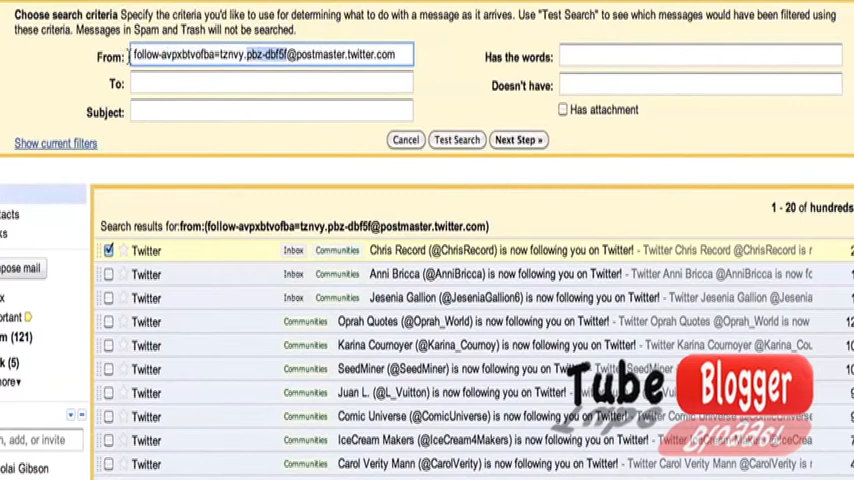 Choose search criteria Specify the criteria you'd like to use for determining what to do with a message as it arrives. Use "Test Search" to see which messages would have been filtered using
these criteria. Messages in Spam and Trash will not be searched.
From: follow-avpxbtvofba=tznvy.pbz-dbf5f@postmaster.twitter.com Has the words:
To: Doesn't have:
Subject: Has attachment
Show current filters Cancel Test Search Next Step »
1 - 20 of hundreds
Search results for:from:(follow-avpxbtvofba=tznvy.pbz-dbf5f@postmaster.twitter.com)
Twitter Inbox Communities Chris Record (@ChrisRecord) is now following you on Twitter! - Twitter Chris Record @ChrisRecord is r
Twitter Inbox Communities Anni Bricca (@AnniBricca) is now following you on Twitter! - Twitter Anni Bricca @AnniBricca is now fo
Twitter Inbox Communities Jesenia Gallion (@JeseniaGallion6) is now following you on Twitter! - Twitter Jesenia Gallion @Jesenia
Twitter Communities Oprah Quotes (@Oprah_World) is now following you on Twitter! - Twitter Oprah Quotes @Oprah_World is now
Twitter Communities Karina Cournoyer (@Karina_Cournoy) is now following you on Twitter! - Twitter Karina Cournoyer @Karina_Cou
Twitter Communities SeedMiner (@SeedMiner) is now following you on Twitter! - Twitter SeedMiner
Twitter Communities Juan L. (@L_Vuitton) is now following you on Twitter!
Twitter Communities Comic Universe (@ComicUniverse) is now following you on Twitter!
Twitter Communities IceCream Makers (@IceCream4Makers) is now following you on Twitter!
Twitter Communities Carol Verity Mann (@CarolVerity) is now following you on Twitter! - Twitter Carol Verity Mann @CarolVerity is n
tacts
ks
pose mail
x
ortant
m (121)
k (5)
more▾
, add, or invite
olai Gibson
Tube Blogger